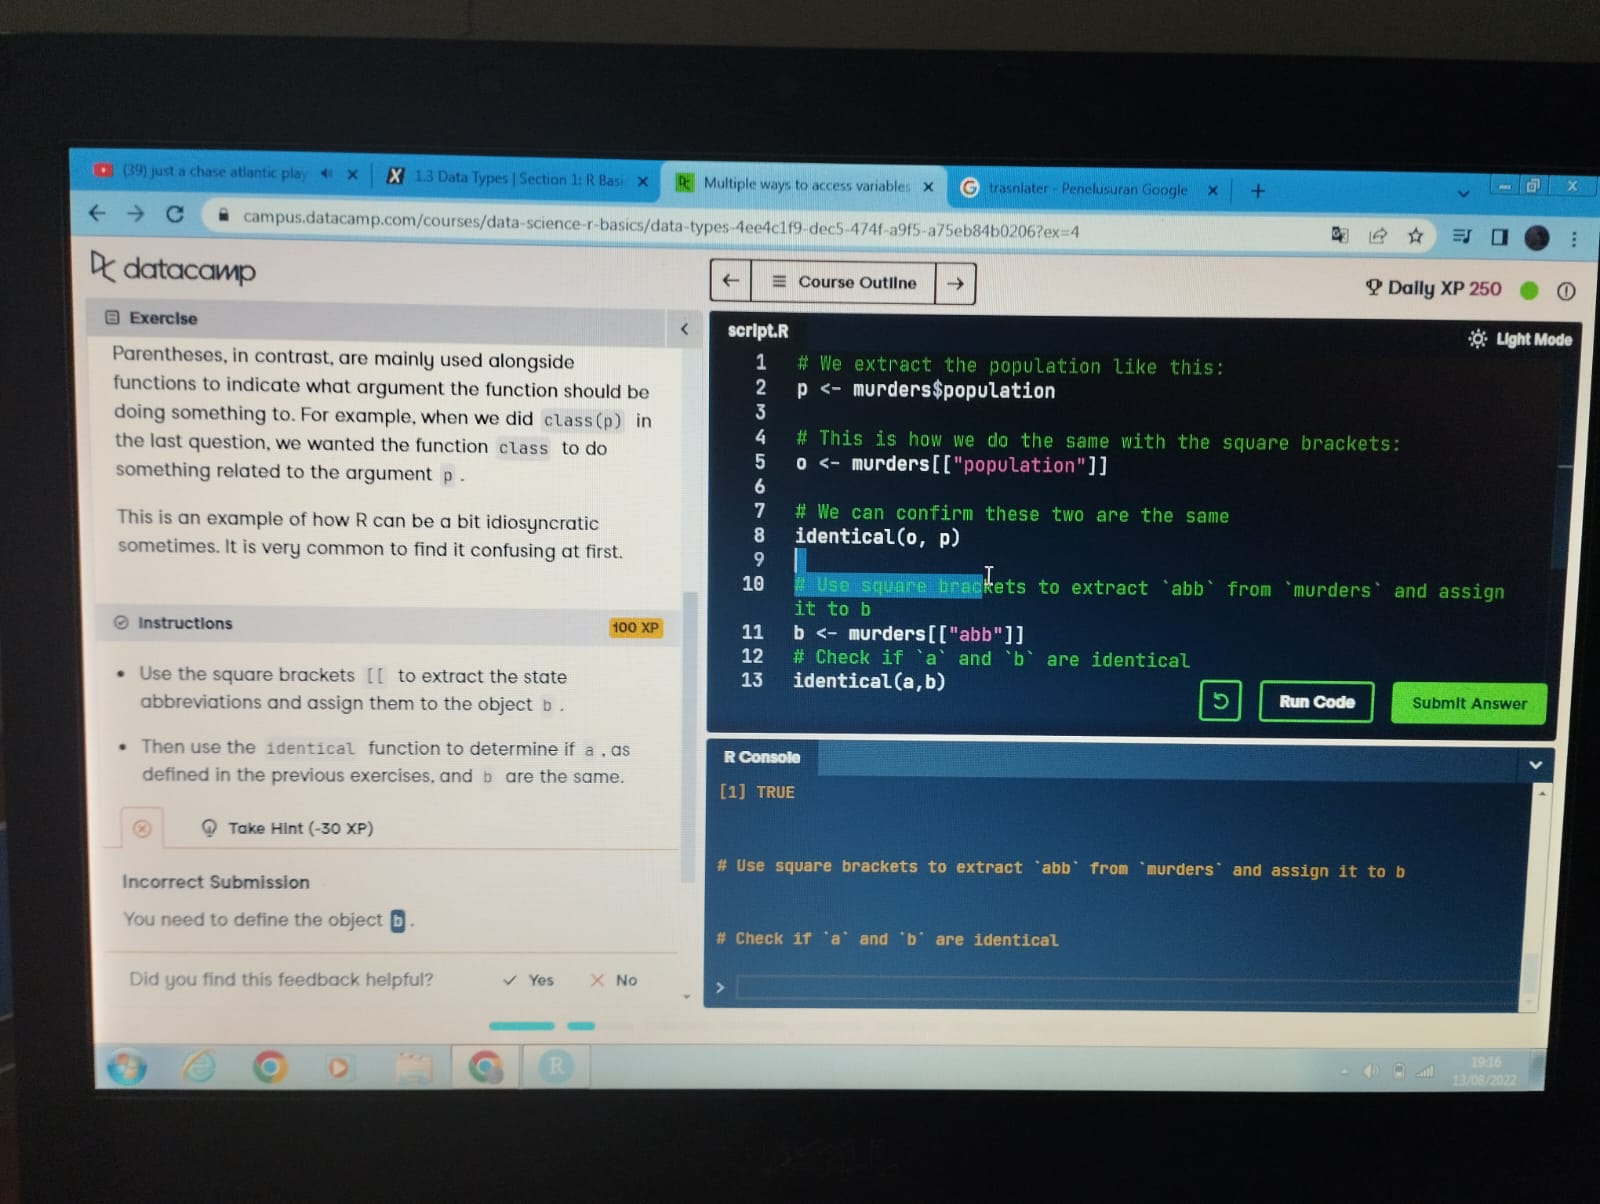 (39) just a chase atlantic play
1.3 Data Types | Section 1: R Basi
Multiple ways to access variables
trasnlater - Penelusuran Google
campus.datacamp.com/courses/data-science-r-basics/data-types-4ee4c1f9-dec5-474f-a9f5-a75eb84b0206?ex=4
datacamp
Course Outline
Daily XP 250
Exercise
Parentheses, in contrast, are mainly used alongside
functions to indicate what argument the function should be
doing something to. For example, when we did class(p) in
the last question, we wanted the function class to do
something related to the argument p.
This is an example of how R can be a bit idiosyncratic
sometimes. It is very common to find it confusing at first.
Instructions
100 XP
• Use the square brackets [[ to extract the state
abbreviations and assign them to the object b.
• Then use the identical function to determine if a, as
defined in the previous exercises, and b are the same.
Take Hint (-30 XP)
Incorrect Submission
You need to define the object b.
Did you find this feedback helpful?
Yes
No
script.R
Light Mode
1 # We extract the population like this:
2 p <- murders$population
3
4 # This is how we do the same with the square brackets:
5 o <- murders[["population"]]
6
7 # We can confirm these two are the same
8 identical(o, p)
9
10 # Use square brackets to extract `abb` from `murders` and assign
it to b
11 b <- murders[["abb"]]
12 # Check if `a` and `b` are identical
13 identical(a,b)
Run Code
Submit Answer
R Console
[1] TRUE
# Use square brackets to extract `abb` from `murders` and assign it to b
# Check if `a` and `b` are identical
>
R
19:16
13/08/2022